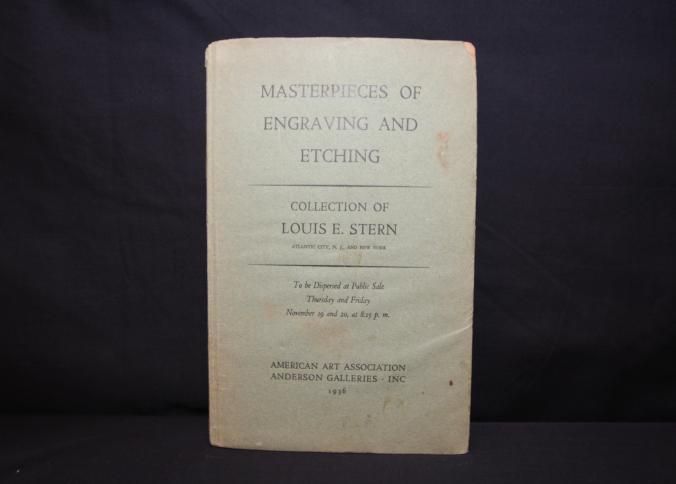 MASTERPIECES OF
ENGRAVING AND
ETCHING
COLLECTION OF
LOUIS E. STERN
ATLANTIC CITY, N. J., AND NEW YORK
To be Dispersed at Public Sale
Thursday and Friday
November 19 and 20, at 8:15 p. m.
AMERICAN ART ASSOCIATION
ANDERSON GALLERIES · INC
1936